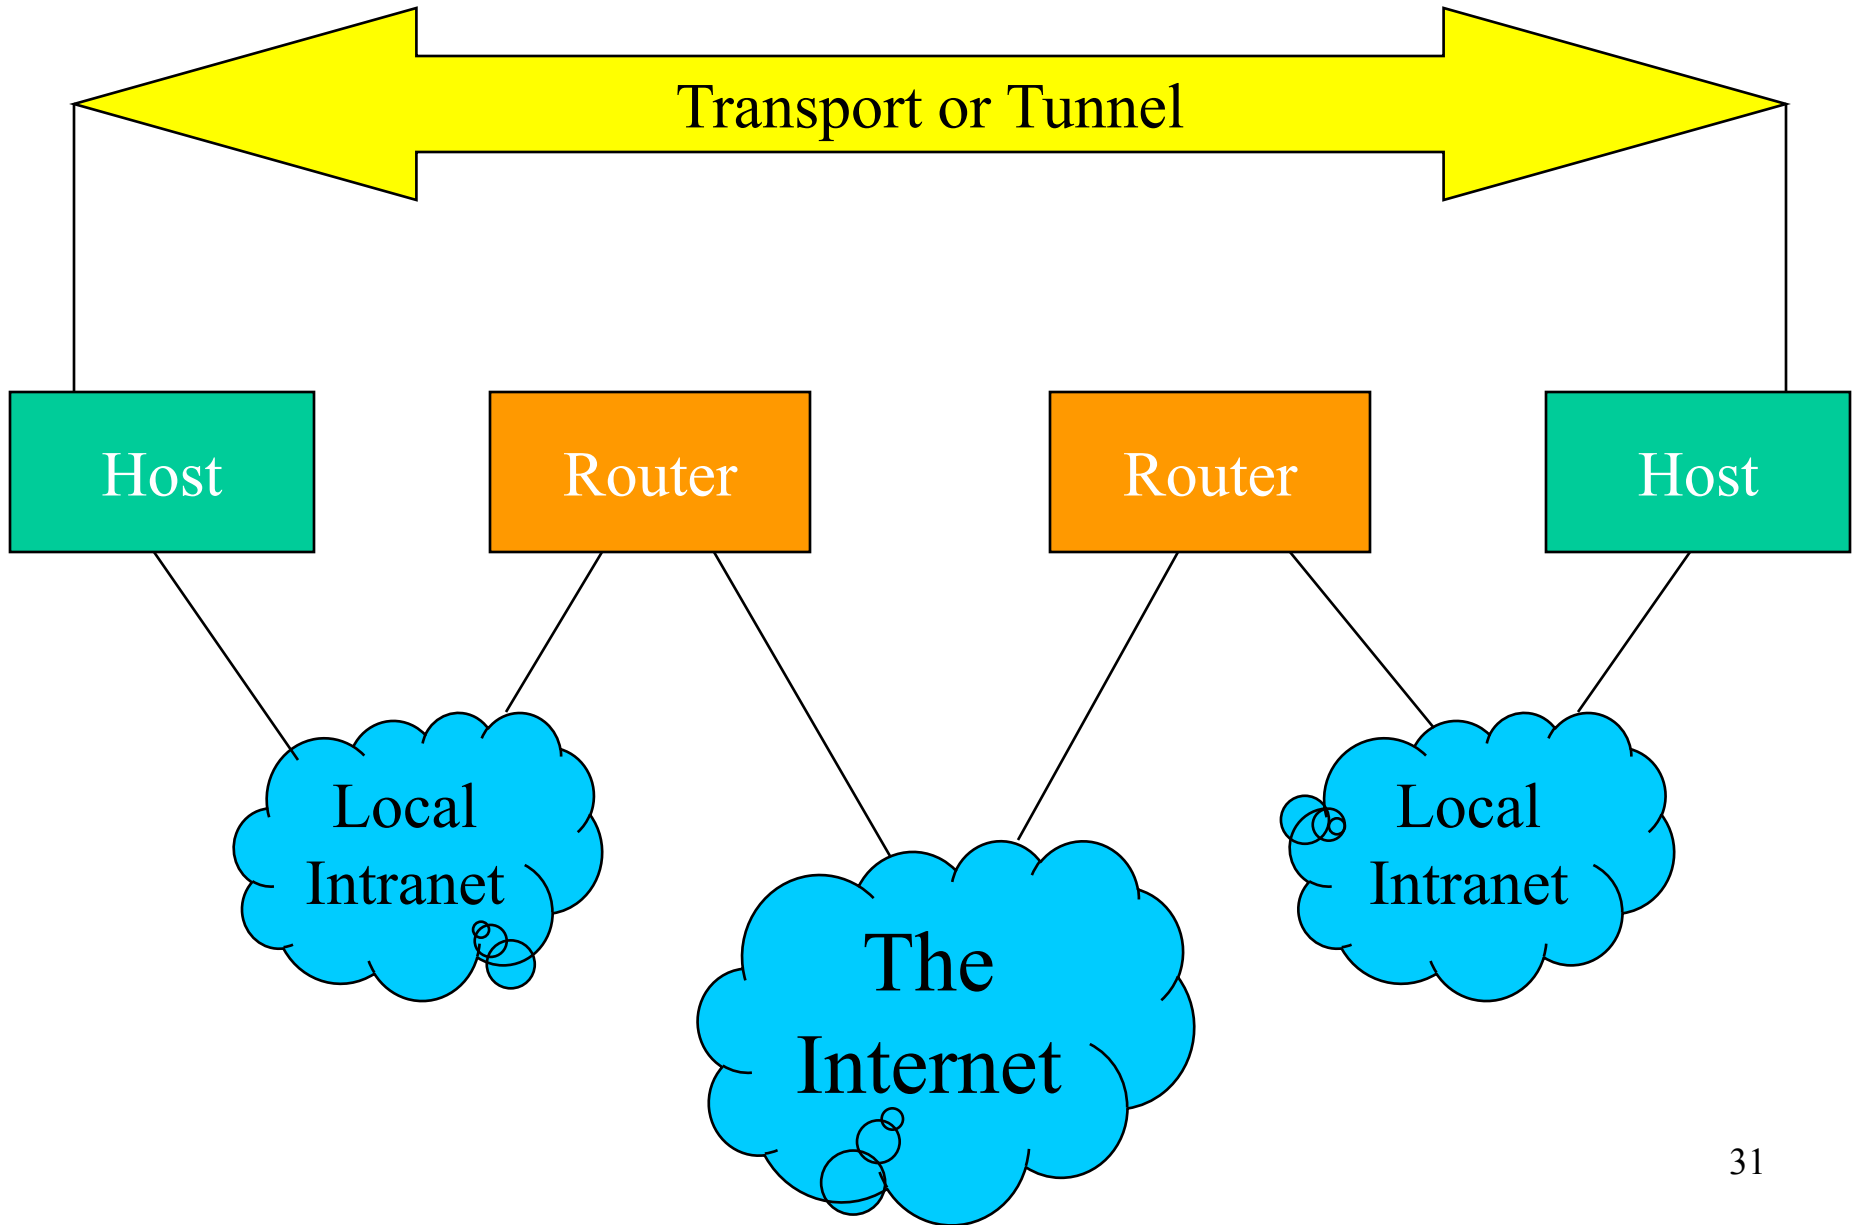 Transport or Tunnel
Host
Router
Router
Host
Local
Intranet
Local
Intranet
The
Internet
31